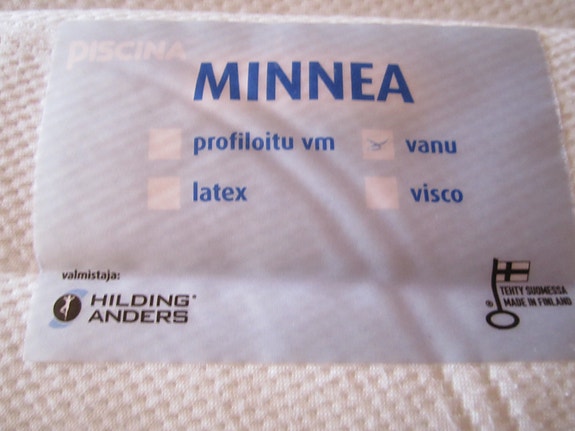 PISCINA
MINNEA
profiloitu vm
vanu
latex
visco
valmistaja:
HILDING®
ANDERS
TEHTY SUOMESSA
® MADE IN FINLAND